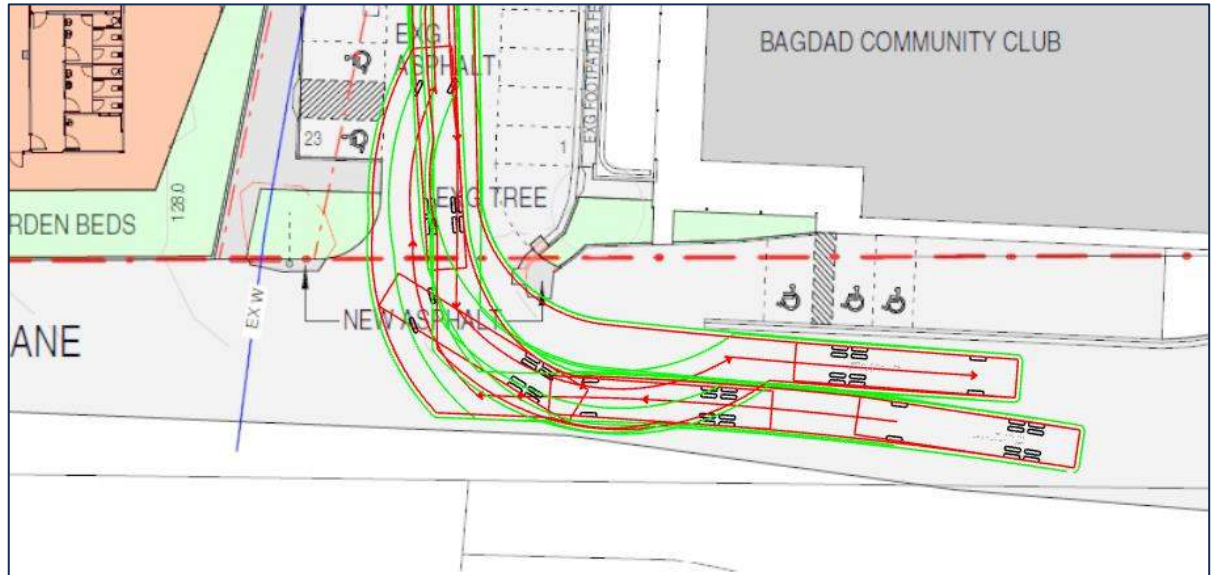 EXG
ASPHALT
BAGDAD COMMUNITY CLUB
EXG FOOTPATH & FE
23
1
128.0
EXG TREE
RDEN BEDS
EX W
NEW ASPHALT
ANE